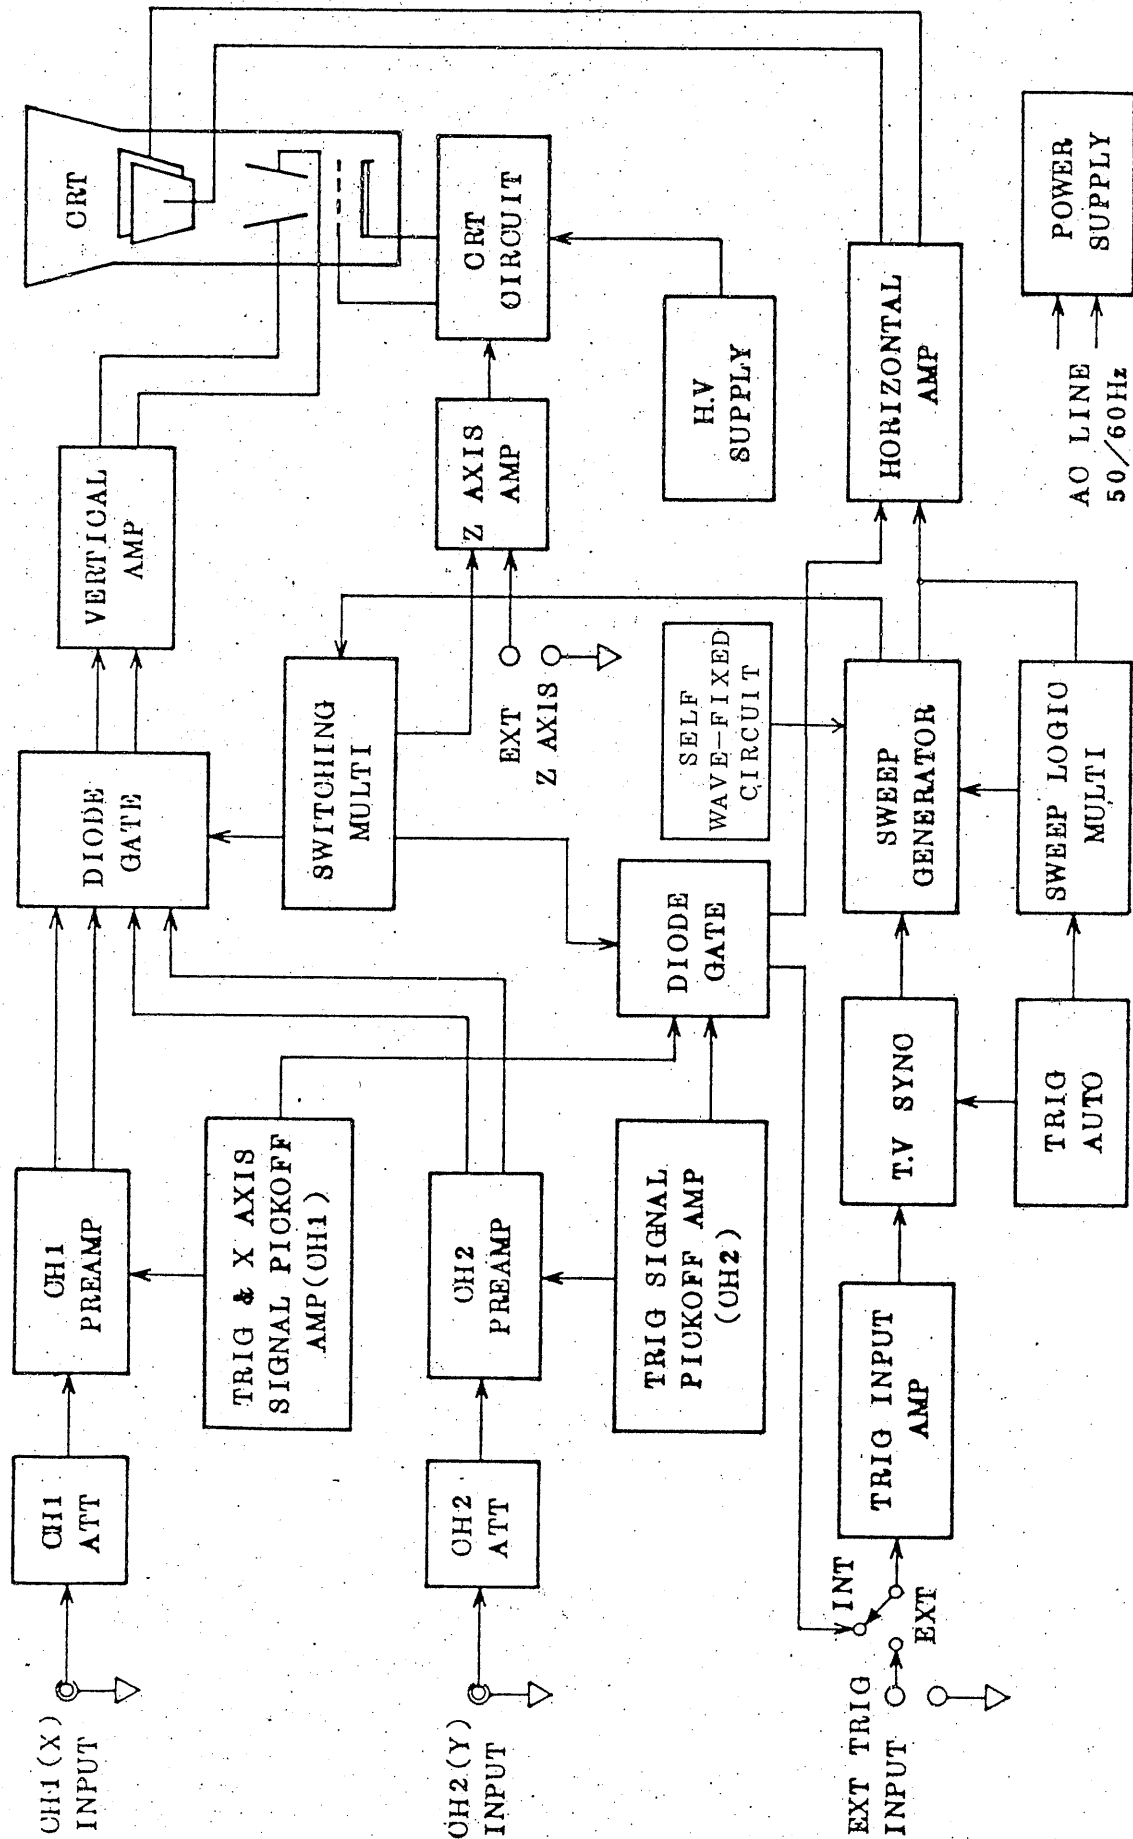 CH1(X)
INPUT
CH1
ATT
CH1
PREAMP
DIODE
GATE
VERTICAL
AMP
CRT
TRIG & X AXIS
SIGNAL PICKOFF
AMP(CH1)
SWITCHING
MULTI
CH2(Y)
INPUT
CH2
ATT
CH2
PREAMP
EXT
Z AXIS
Z AXIS
AMP
CRT
CIRCUIT
TRIG SIGNAL
PICKOFF AMP
(CH2)
DIODE
GATE
SELF
WAVE-FIXED
CIRCUIT
H.V
SUPPLY
EXT TRIG
INPUT
INT
EXT
TRIG INPUT
AMP
T.V SYNC
SWEEP
GENERATOR
HORIZONTAL
AMP
TRIG
AUTO
SWEEP LOGIC
MULTI
AC LINE
50/60Hz
POWER
SUPPLY